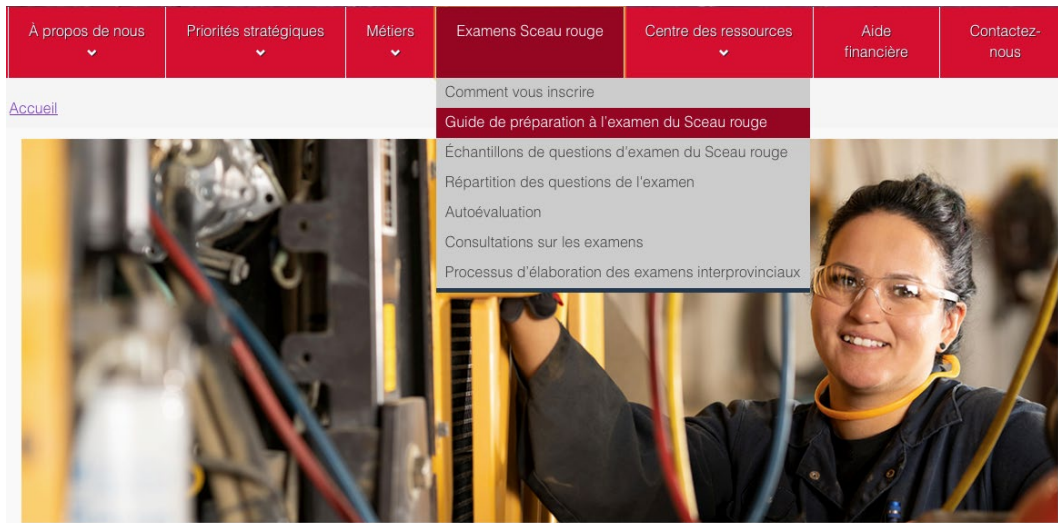 À propos de nous
Priorités stratégiques
Métiers
Examens Sceau rouge
Centre des ressources
Aide
financière
Contactez-
nous
Accueil
Comment vous inscrire
Guide de préparation à l'examen du Sceau rouge
Échantillons de questions d'examen du Sceau rouge
Répartition des questions de l'examen
Autoévaluation
Consultations sur les examens
Processus d'élaboration des examens interprovinciaux